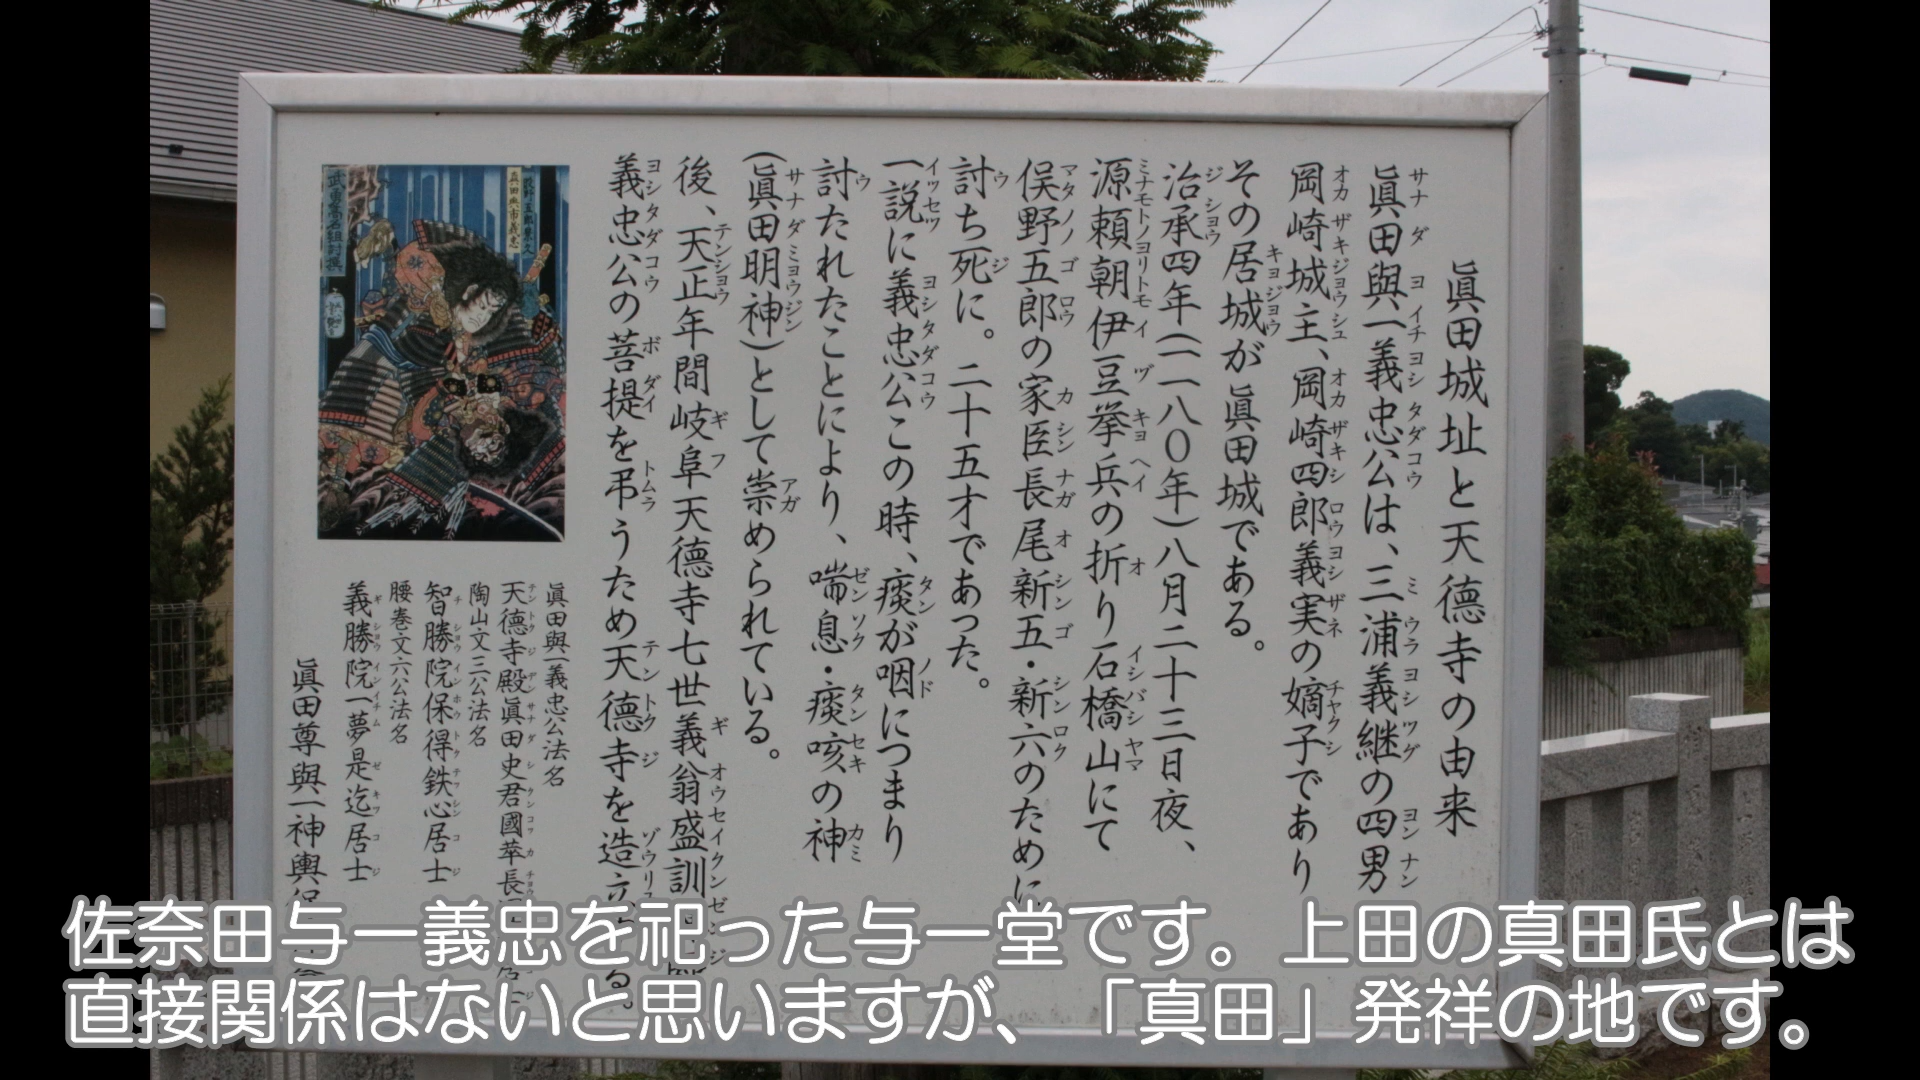 眞田城址と天徳寺の由来
眞田與一義忠公は、三浦義継の四男
岡崎城主、岡崎四郎義実の嫡子であり
その居城が眞田城である。
治承四年(一一八〇年)八月二十三日夜、
源頼朝伊豆挙兵の折り石橋山にて
俣野五郎の家臣長尾新五・新六のために
討ち死に。二十五才であった。
一説に義忠公この時、痰が咽につまり
討たれたことにより、喘息・痰咳の神
(眞田明神)として崇められている。
後、天正年間岐阜天徳寺七世義翁盛訓
義忠公の菩提を弔うため天徳寺を造立
る。
眞田與一義忠公法名
天徳寺殿眞田史君國華長
陶山文三公法名
智勝院保得鉄心居士
腰巻文六公法名
義勝院一夢是迄居士
眞田尊與一神輿
眞田與市義忠
武勇高名組討撰
佐奈田与一義忠を祀った与一堂です。上田の真田氏とは
直接関係はないと思いますが、「真田」発祥の地です。